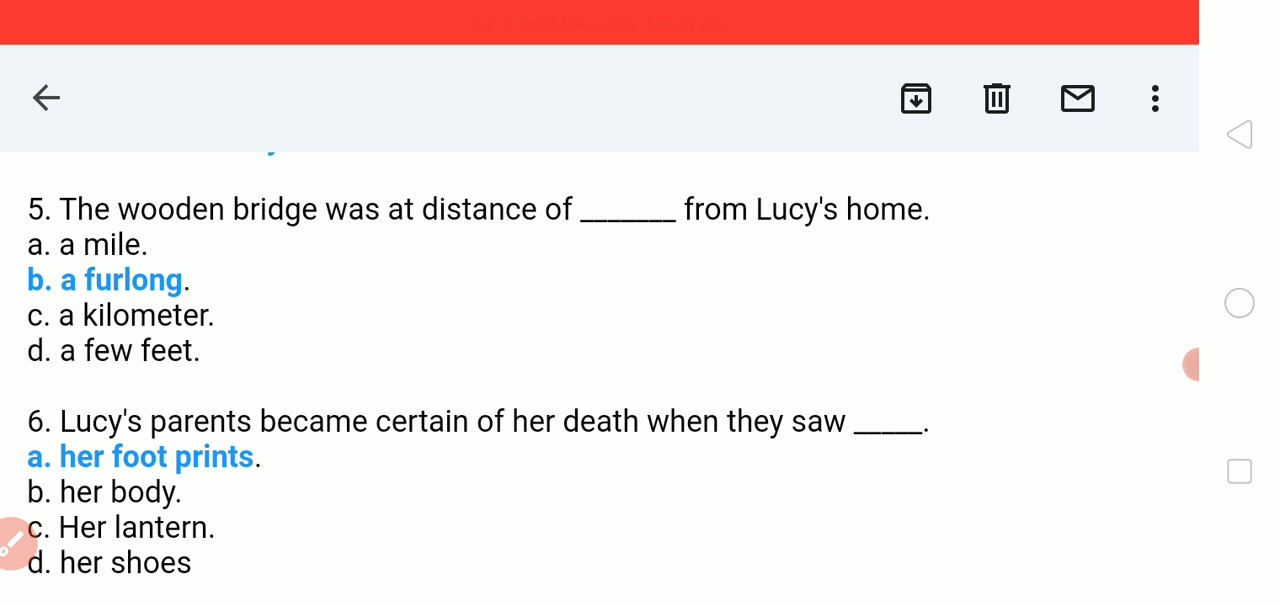 5. The wooden bridge was at distance of _______ from Lucy's home.
a. a mile.
b. a furlong.
c. a kilometer.
d. a few feet.
6. Lucy's parents became certain of her death when they saw _____.
a. her foot prints.
b. her body.
c. Her lantern.
d. her shoes